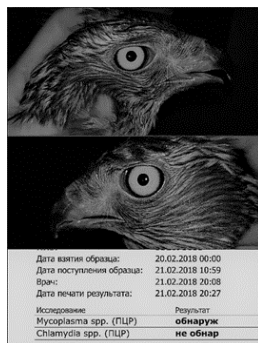 Дата взятия образца: 20.02.2018 00:00
Дата поступления образца: 21.02.2018 10:59
Врач: 21.02.2018 20:08
Дата печати результата: 21.02.2018 20:27
Исследование Результат
Mycoplasma spp. (ПЦР) обнаруж
Chlamydia spp. (ПЦР) не обнар